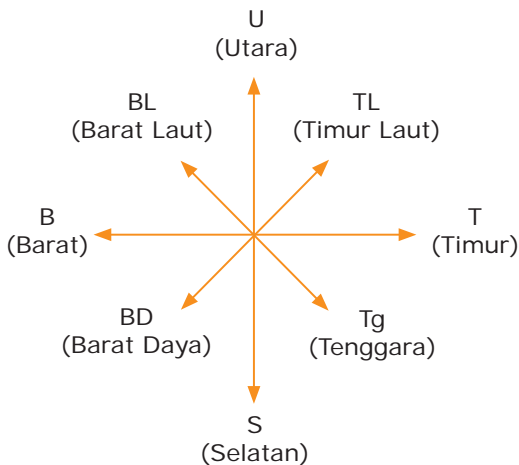 U
(Utara)
BL
(Barat Laut)
TL
(Timur Laut)
B
(Barat)
T
(Timur)
BD
(Barat Daya)
Tg
(Tenggara)
S
(Selatan)